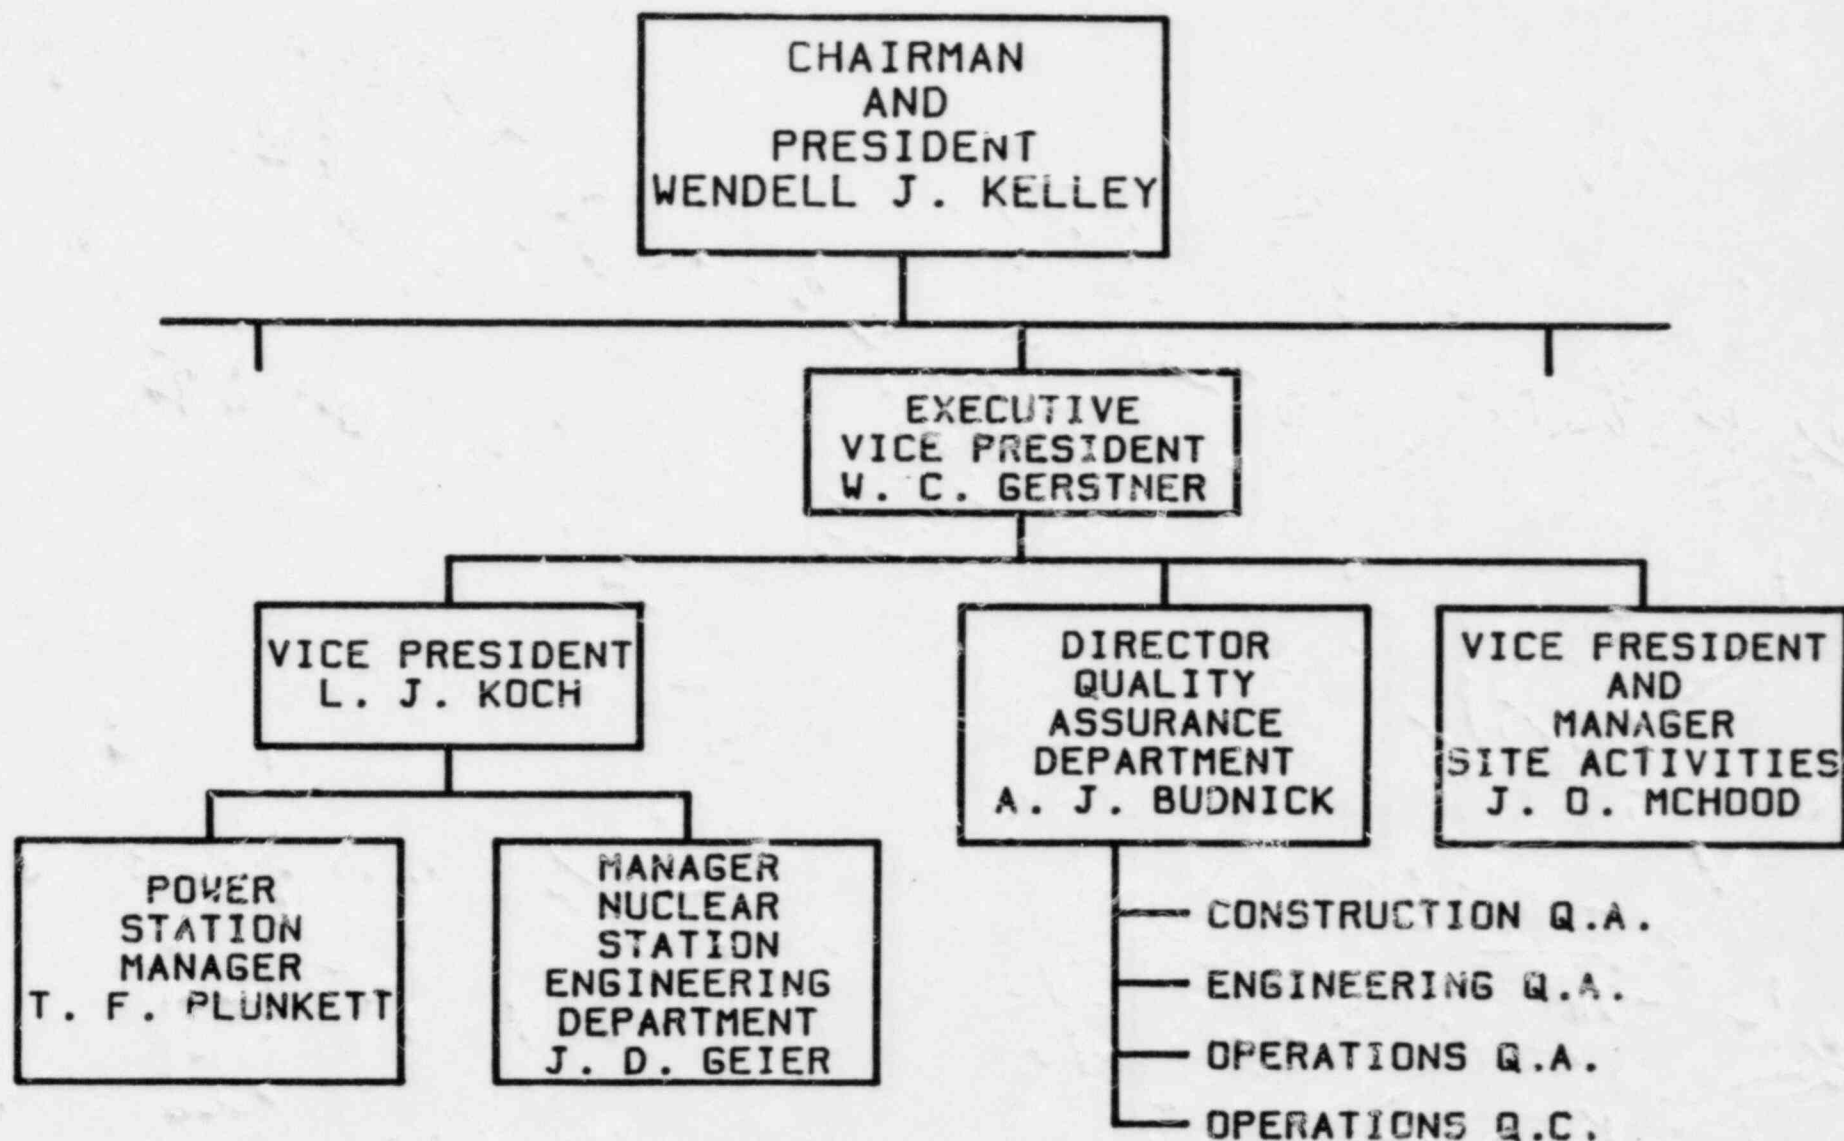 CHAIRMAN
AND
PRESIDENT
WENDELL J. KELLEY
EXECUTIVE
VICE PRESIDENT
W. C. GERSTNER
VICE PRESIDENT
L. J. KOCH
DIRECTOR
QUALITY
ASSURANCE
DEPARTMENT
A. J. BUDNICK
VICE PRESIDENT
AND
MANAGER
SITE ACTIVITIES
J. O. MCHOOD
POWER
STATION
MANAGER
T. F. PLUNKETT
MANAGER
NUCLEAR
STATION
ENGINEERING
DEPARTMENT
J. D. GEIER
CONSTRUCTION Q.A.
ENGINEERING Q.A.
OPERATIONS Q.A.
OPERATIONS Q.C.